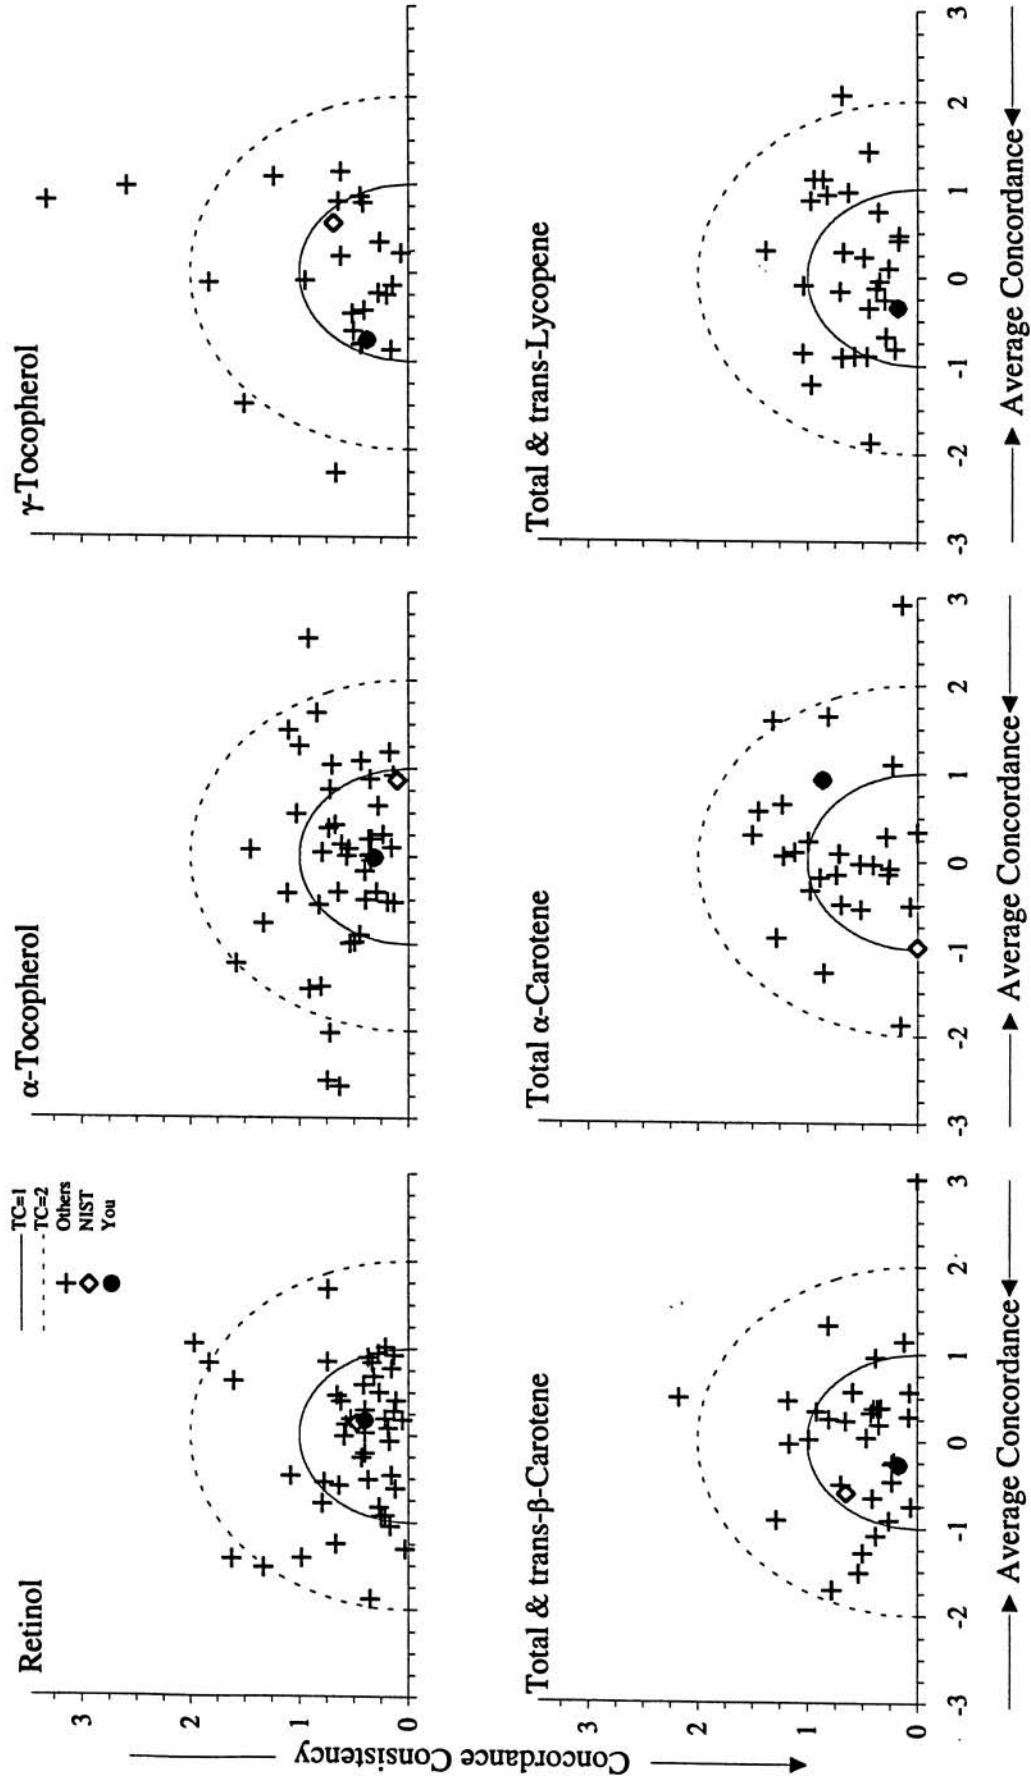 Retinol
TC=1
TC=2
Others
NIST
You
α-Tocopherol
γ-Tocopherol
3
2
1
0
Concordance Consistency
Total & trans-β-Carotene
Total α-Carotene
Total & trans-Lycopene
3
2
1
0
-3 -2 -1 0 1 2 3
-3 -2 -1 0 1 2 3
-3 -2 -1 0 1 2 3
Average Concordance
Average Concordance
Average Concordance